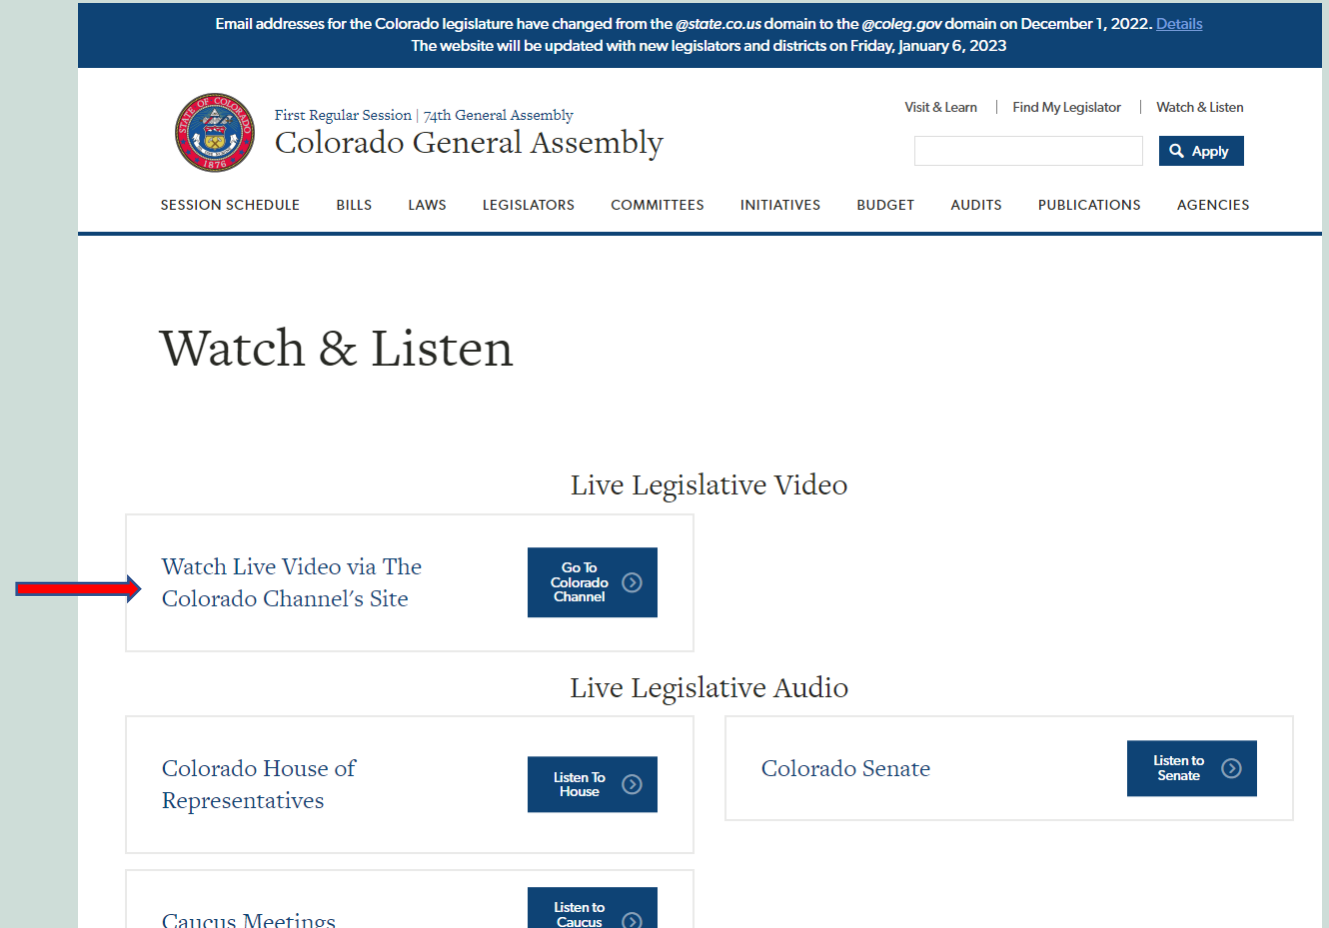 Email addresses for the Colorado legislature have changed from the @state.co.us domain to the @coleg.gov domain on December 1, 2022. Details
The website will be updated with new legislators and districts on Friday, January 6, 2023
STATE OF COLORADO
1876
First Regular Session | 74th General Assembly
Colorado General Assembly
Visit & Learn | Find My Legislator | Watch & Listen
Apply
SESSION SCHEDULE BILLS LAWS LEGISLATORS COMMITTEES INITIATIVES BUDGET AUDITS PUBLICATIONS AGENCIES
Watch & Listen
Live Legislative Video
Watch Live Video via The
Colorado Channel's Site
Go To
Colorado
Channel
Live Legislative Audio
Colorado House of
Representatives
Listen To
House
Colorado Senate
Listen to
Senate
Caucus Meetings
Listen to
Caucus